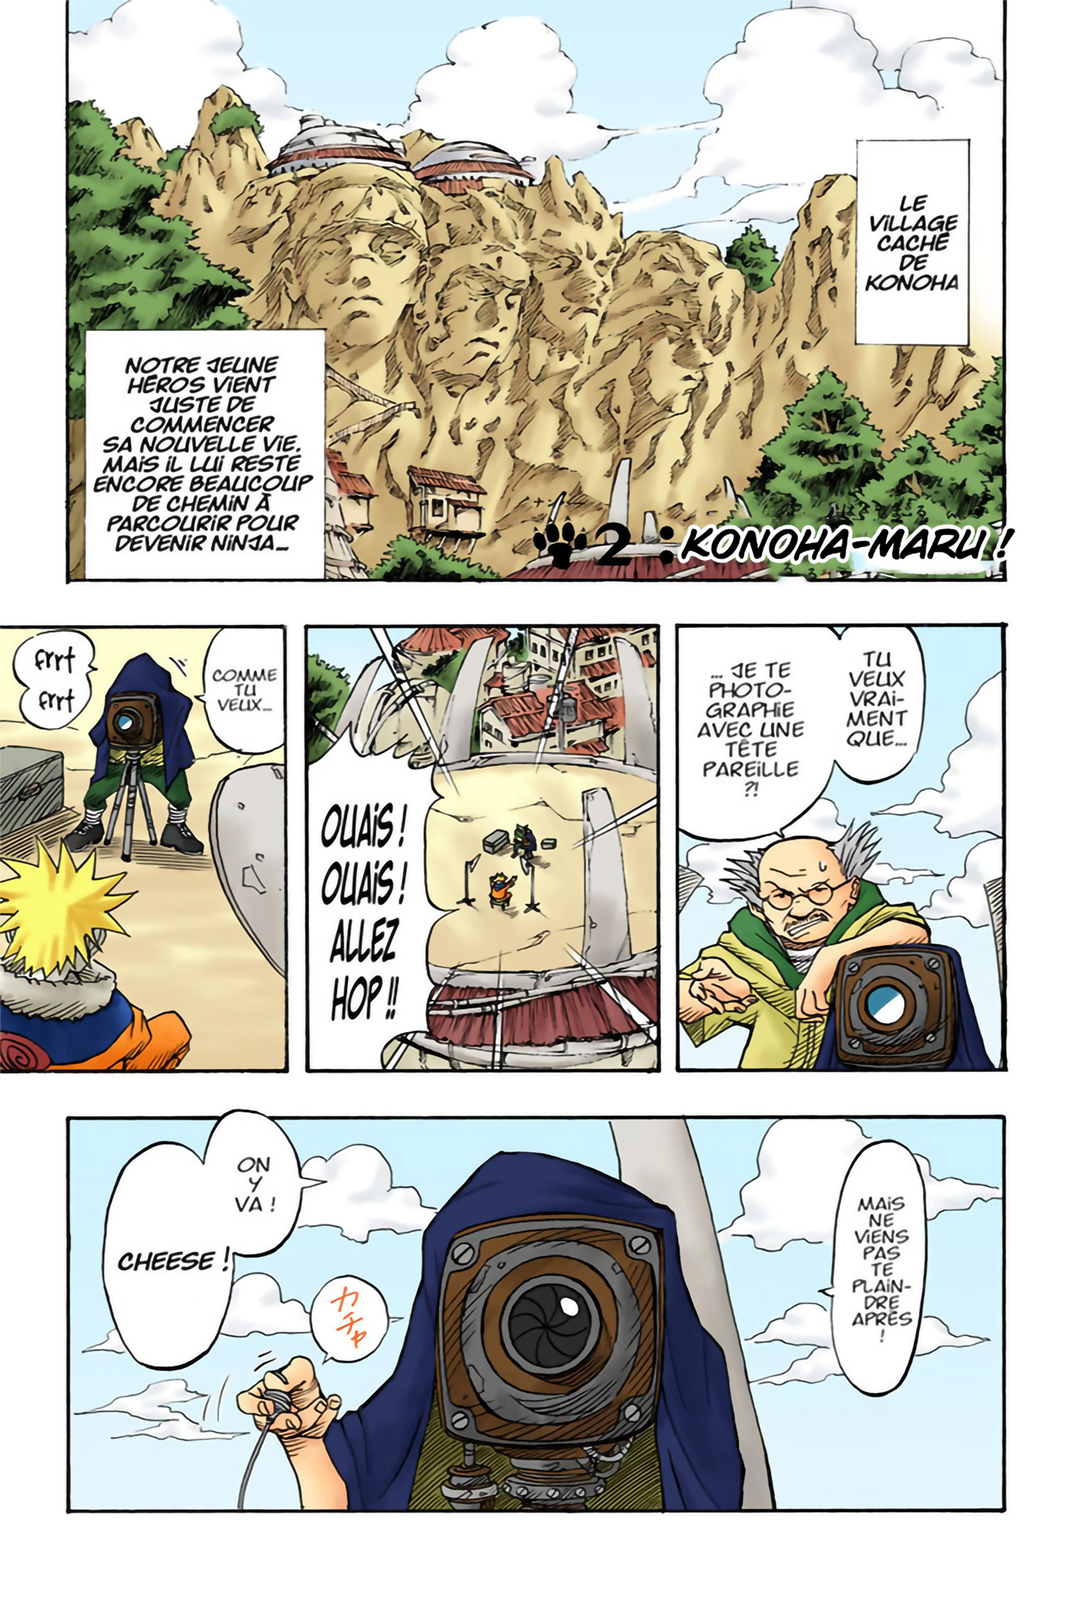 LE
VILLAGE
CACHÉ
DE
KONOHA
NOTRE JEUNE
HÉROS VIENT
JUSTE DE
COMMENCER
SA NOUVELLE VIE.
MAIS IL LUI RESTE
ENCORE BEAUCOUP
DE CHEMIN À
PARCOURIR POUR
DEVENIR NINJA...
2 : KONOHA-MARU !
frrt
frrt
COMME
TU
VEUX...
OUAIS !
OUAIS !
ALLEZ
HOP !!
TU
VEUX
VRAI-
MENT
QUE...
... JE TE
PHOTO-
GRAPHIE
AVEC UNE
TÊTE
PAREILLE
?!
ON
Y
VA !
CHEESE !
カチャ
MAIS
NE
VIENS
PAS
TE
PLAIN-
DRE
APRÈS
!